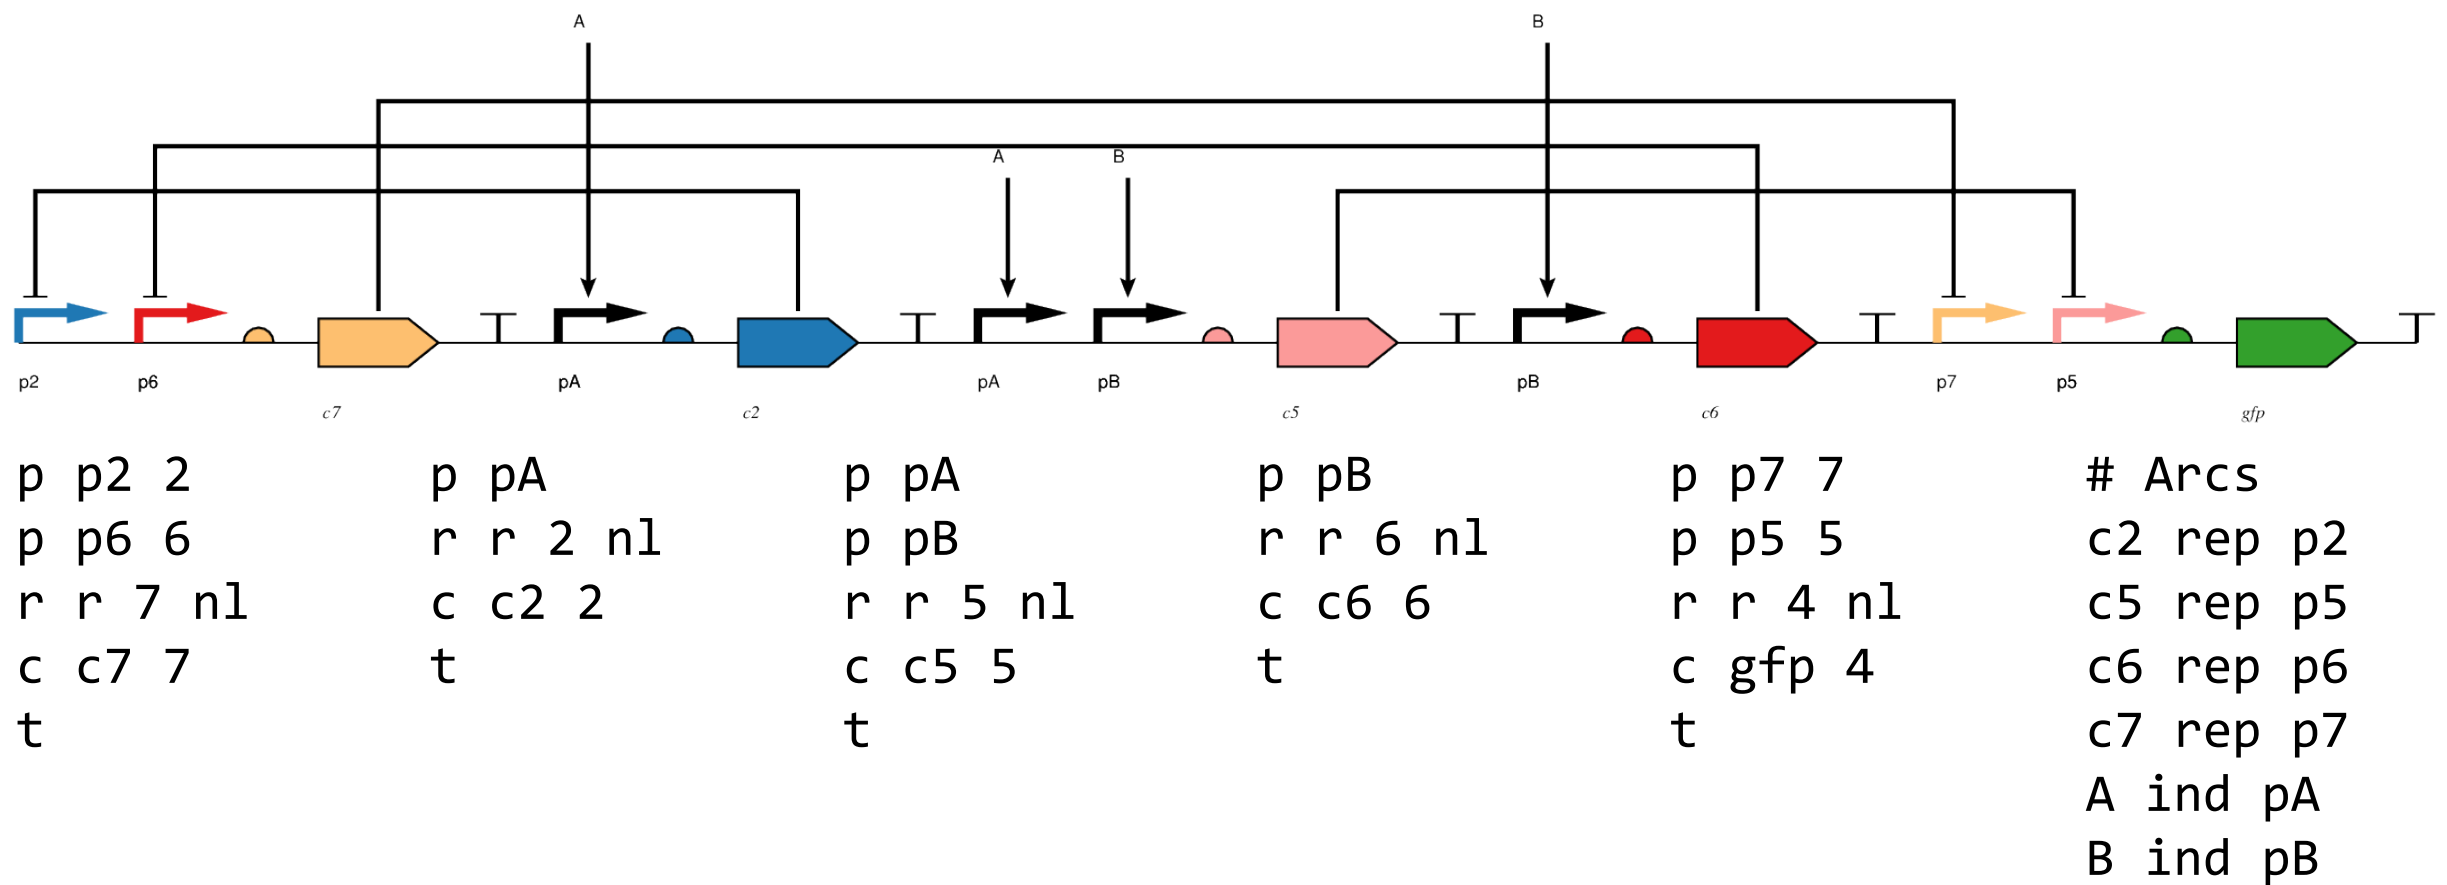 A B
A B
p2 p6 pA pA pB pB p7 p5
c7 c2 c5 c6 gfp
p p2 2
p p6 6
r r 7 nl
c c7 7
t
p pA
r r 2 nl
c c2 2
t
p pA
p pB
r r 5 nl
c c5 5
t
p pB
r r 6 nl
c c6 6
t
p p7 7
p p5 5
r r 4 nl
c gfp 4
t
# Arcs
c2 rep p2
c5 rep p5
c6 rep p6
c7 rep p7
A ind pA
B ind pB